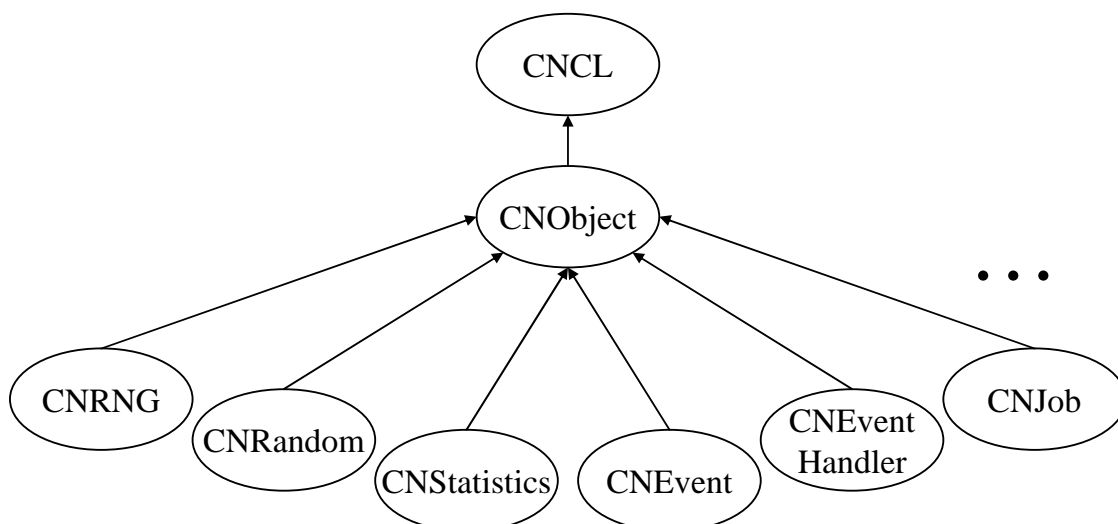 CNCL
CNObject
. . .
CNRNG
CNRandom
CNStatistics
CNEvent
CNEvent
Handler
CNJob